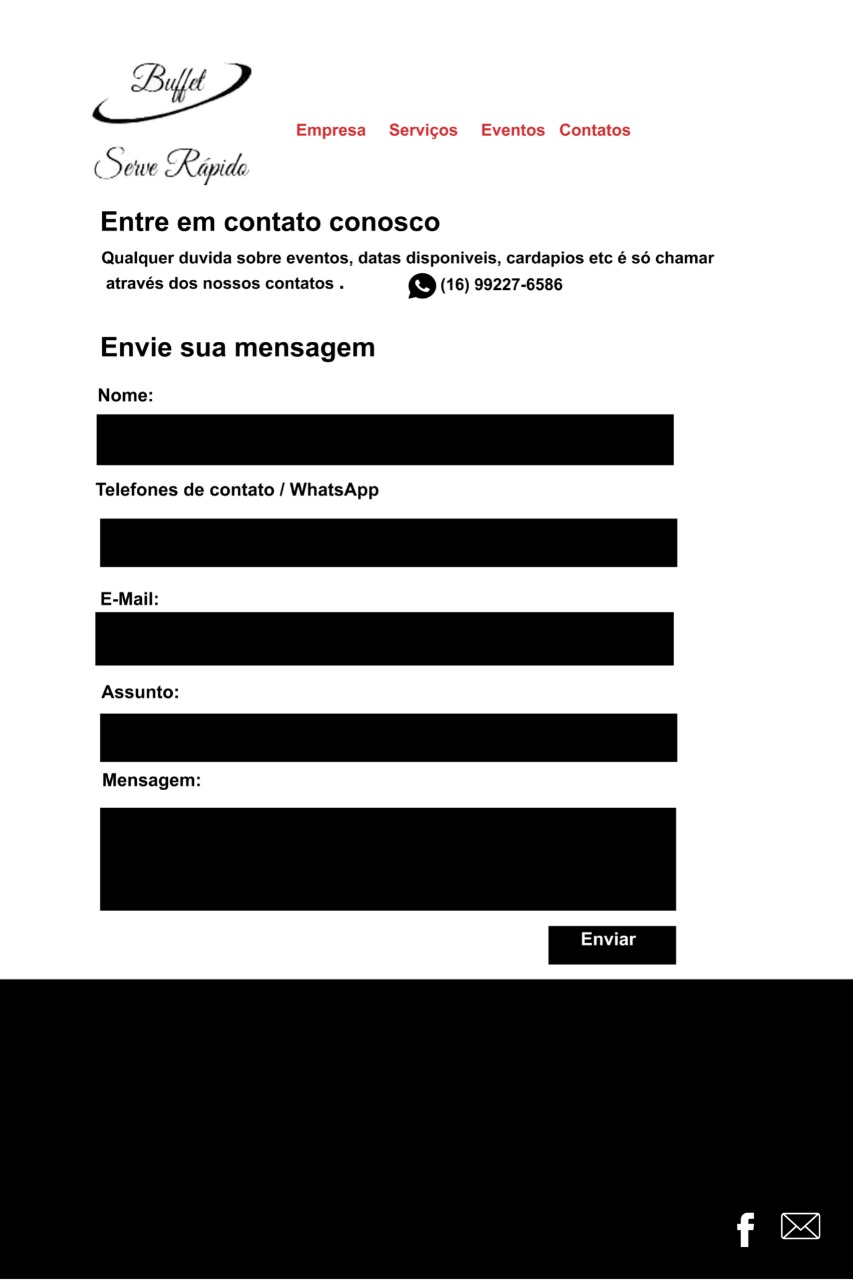 Buffet
Serve Rápido
Empresa Serviços Eventos Contatos
Entre em contato conosco
Qualquer duvida sobre eventos, datas disponiveis, cardapios etc é só chamar
através dos nossos contatos . (16) 99227-6586
Envie sua mensagem
Nome:
Telefones de contato / WhatsApp
E-Mail:
Assunto:
Mensagem:
Enviar
f